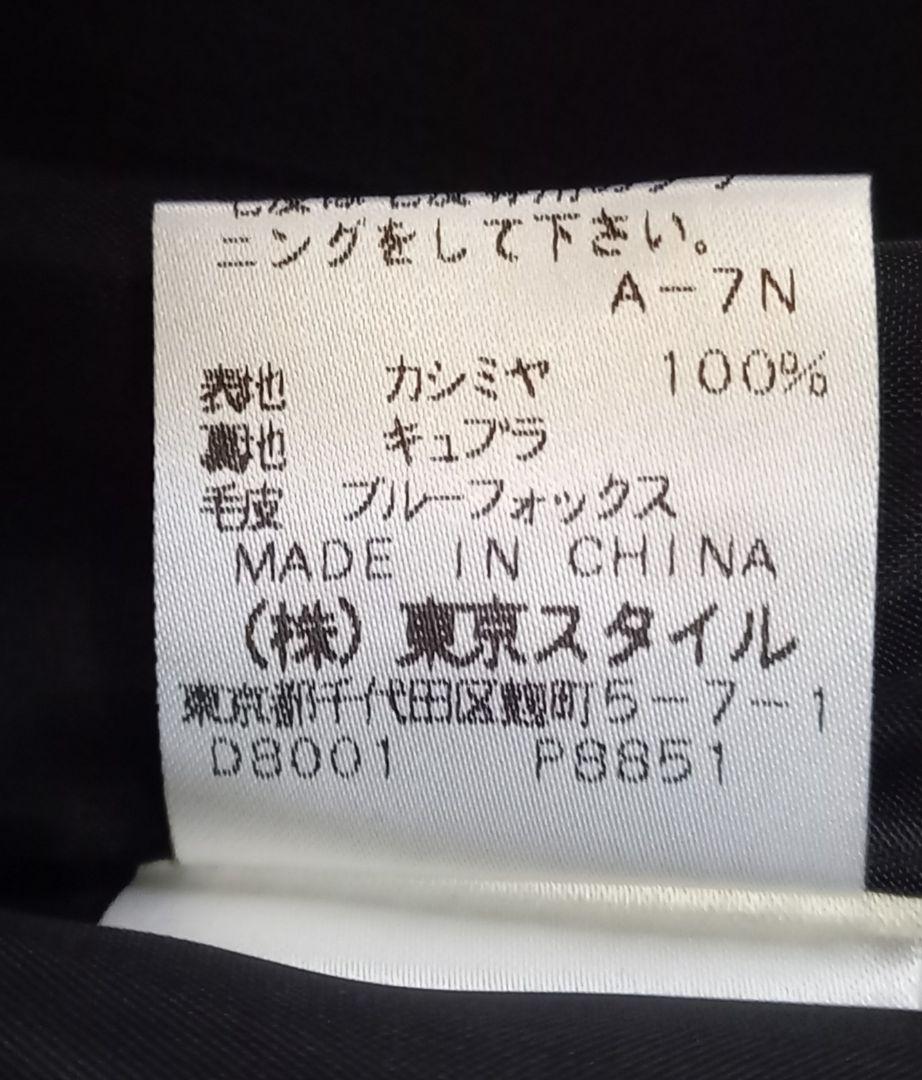 ニングをして下さい。
A-7N
表地 カシミヤ 100%
裏地 キュプラ
毛皮 ブルーフォックス
MADE IN CHINA
(株)東京スタイル
東京都千代田区麹町5-7-1
D8001 P8851